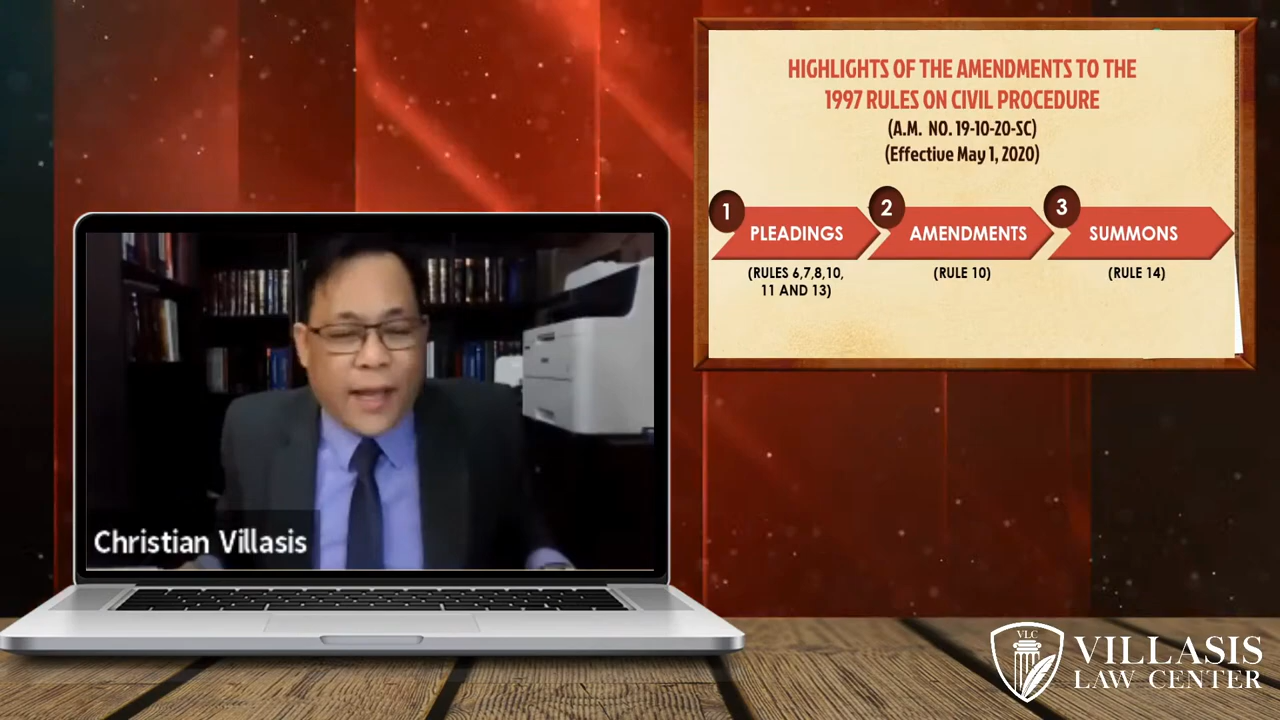 HIGHLIGHTS OF THE AMENDMENTS TO THE
1997 RULES ON CIVIL PROCEDURE
(A.M. NO. 19-10-20-SC)
(Effective May 1, 2020)
1
PLEADINGS
(RULES 6,7,8,10,
11 AND 13)
2
AMENDMENTS
(RULE 10)
3
SUMMONS
(RULE 14)
Christian Villasis
VLC
VILLASIS
LAW CENTER